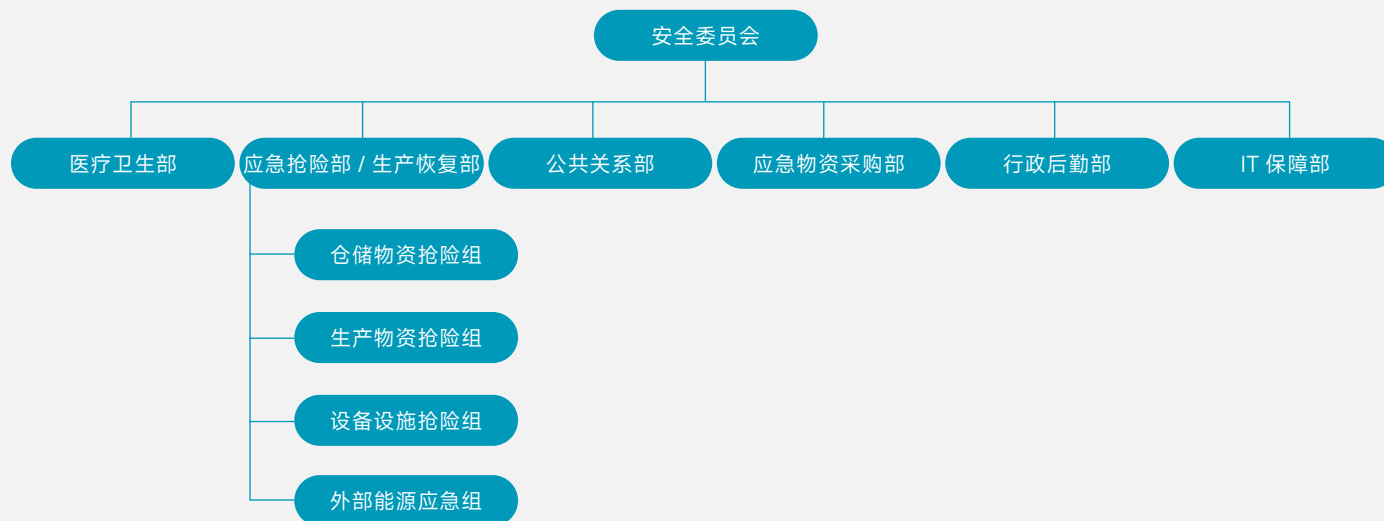 安全委员会
医疗卫生部
应急抢险部 / 生产恢复部
公共关系部
应急物资采购部
行政后勤部
IT 保障部
仓储物资抢险组
生产物资抢险组
设备设施抢险组
外部能源应急组